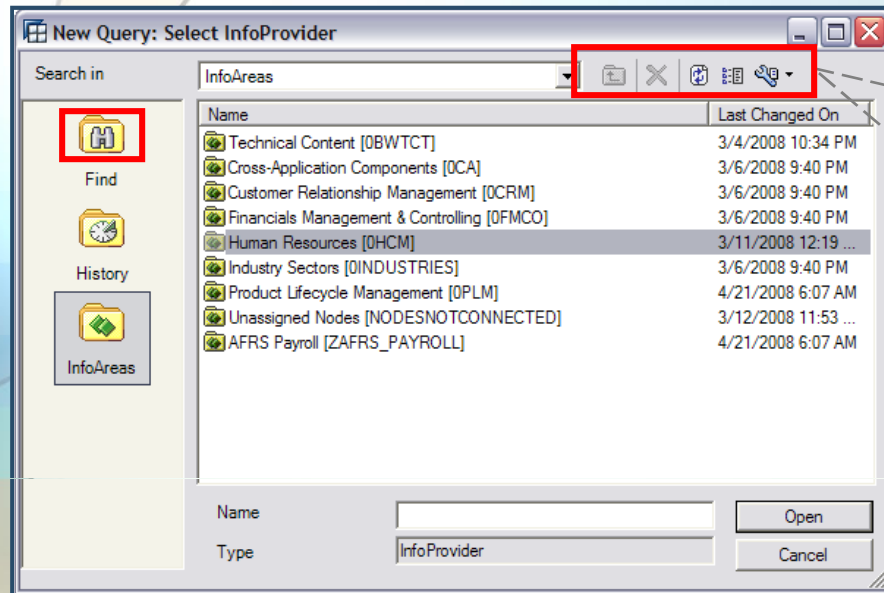 New Query: Select InfoProvider
Search in InfoAreas
Name Last Changed On
Technical Content [0BWTCT] 3/4/2008 10:34 PM
Cross-Application Components [0CA] 3/6/2008 9:40 PM
Customer Relationship Management [0CRM] 3/6/2008 9:40 PM
Financials Management & Controlling [0FMCO] 3/6/2008 9:40 PM
Human Resources [0HCM] 3/11/2008 12:19 ...
Industry Sectors [0INDUSTRIES] 3/6/2008 9:40 PM
Product Lifecycle Management [0PLM] 4/21/2008 6:07 AM
Unassigned Nodes [NODESNOTCONNECTED] 3/12/2008 11:53 ...
AFRS Payroll [ZAFRS_PAYROLL] 4/21/2008 6:07 AM
Find
History
InfoAreas
Name Open
Type InfoProvider Cancel